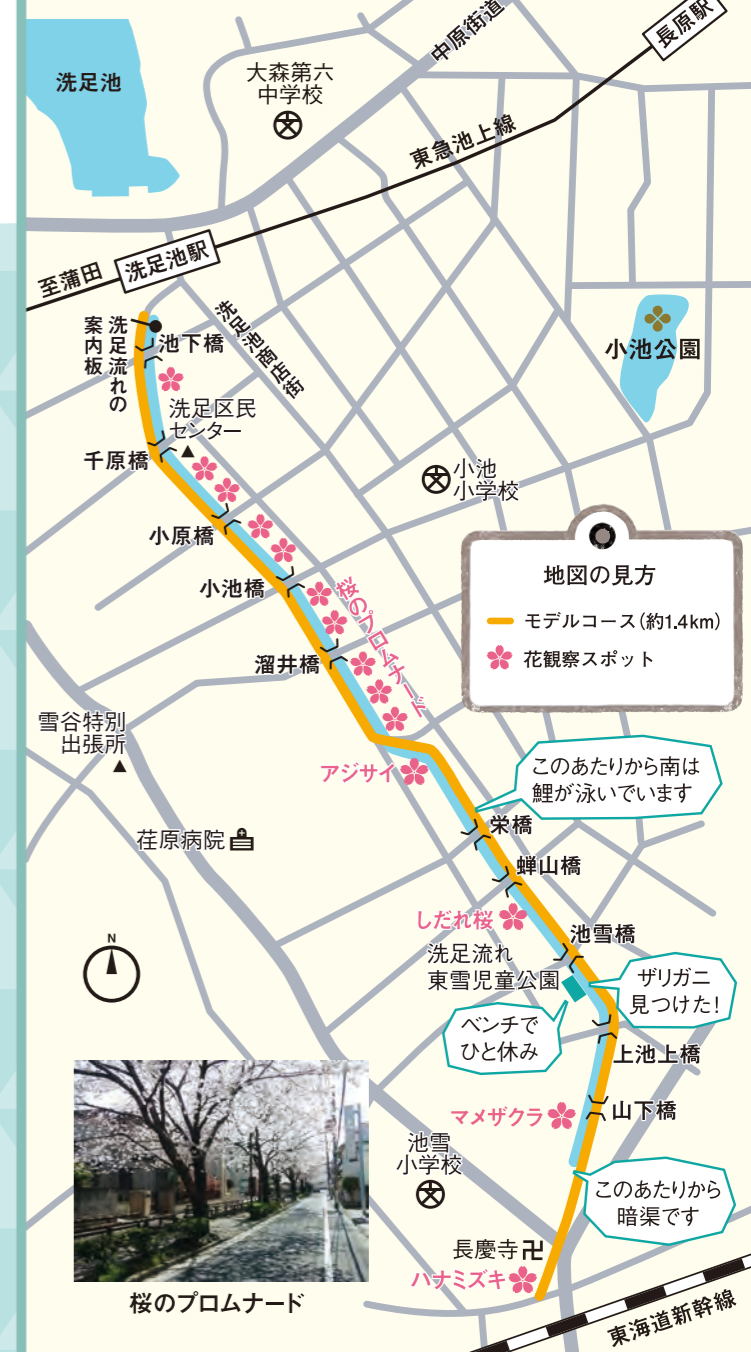 中原街道
長原駅
洗足池
大森第六
中学校
東急池上線
至蒲田
洗足池駅
洗足池商店街
洗足流れの
案内板
池下橋
小池公園
洗足区民
センター
千原橋
小池
小学校
小原橋
地図の見方
モデルコース(約1.4km)
花観察スポット
小池橋
桜のプロムナード
溜井橋
雪谷特別
出張所
アジサイ
このあたりから南は
鯉が泳いでいます
栄橋
荏原病院
蝉山橋
しだれ桜
池雪橋
洗足流れ
東雪児童公園
N
ザリガニ
見つけた!
ベンチで
ひと休み
上池上橋
マメザクラ
山下橋
池雪
小学校
このあたりから
暗渠です
長慶寺
ハナミズキ
桜のプロムナード
東海道新幹線